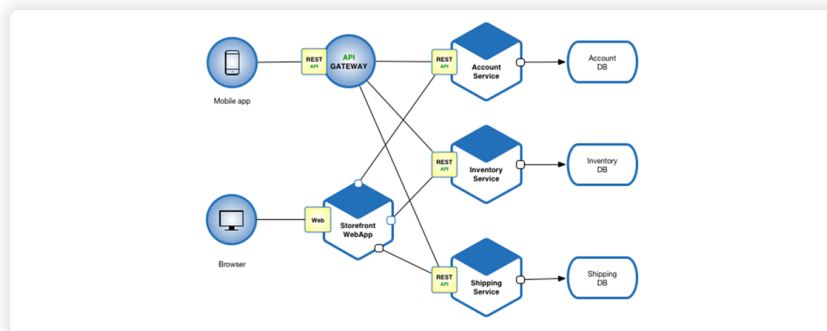 Mobile app
REST
API
API
GATEWAY
REST
API
Account
Service
Account
DB
REST
API
Inventory
Service
Inventory
DB
Browser
Web
Storefront
WebApp
REST
API
Shipping
Service
Shipping
DB